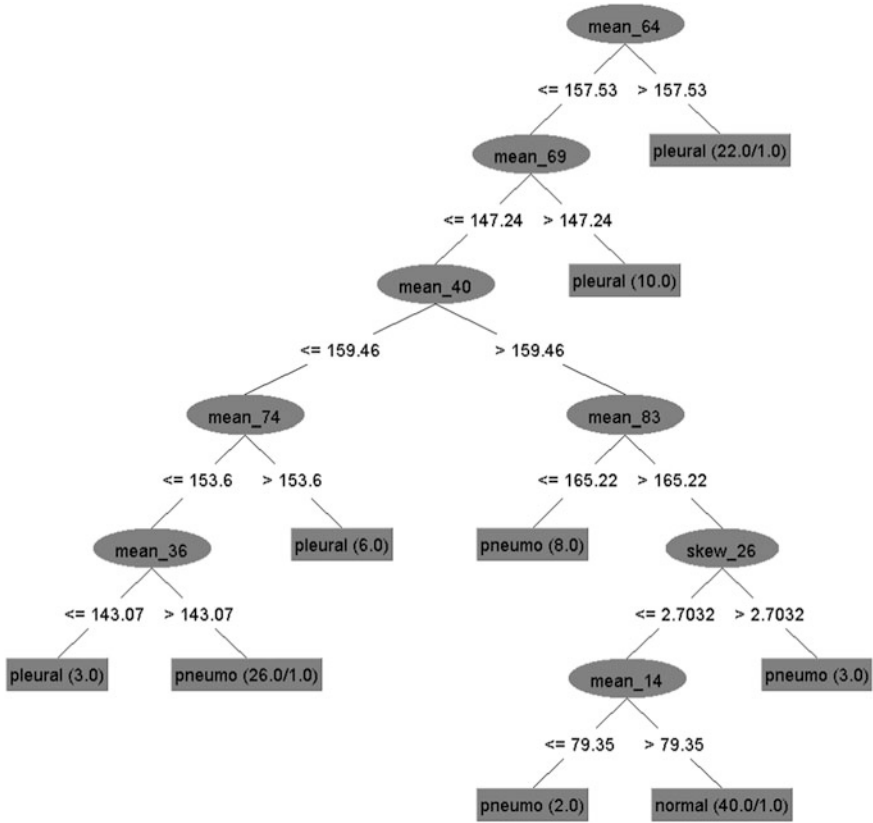 mean_64
<= 157.53 > 157.53
mean_69 pleural (22.0/1.0)
<= 147.24 > 147.24
mean_40 pleural (10.0)
<= 159.46 > 159.46
mean_74 mean_83
<= 153.6 > 153.6 <= 165.22 > 165.22
mean_36 pleural (6.0) pneumo (8.0) skew_26
<= 143.07 > 143.07 <= 2.7032 > 2.7032
pleural (3.0) pneumo (26.0/1.0) mean_14 pneumo (3.0)
<= 79.35 > 79.35
pneumo (2.0) normal (40.0/1.0)